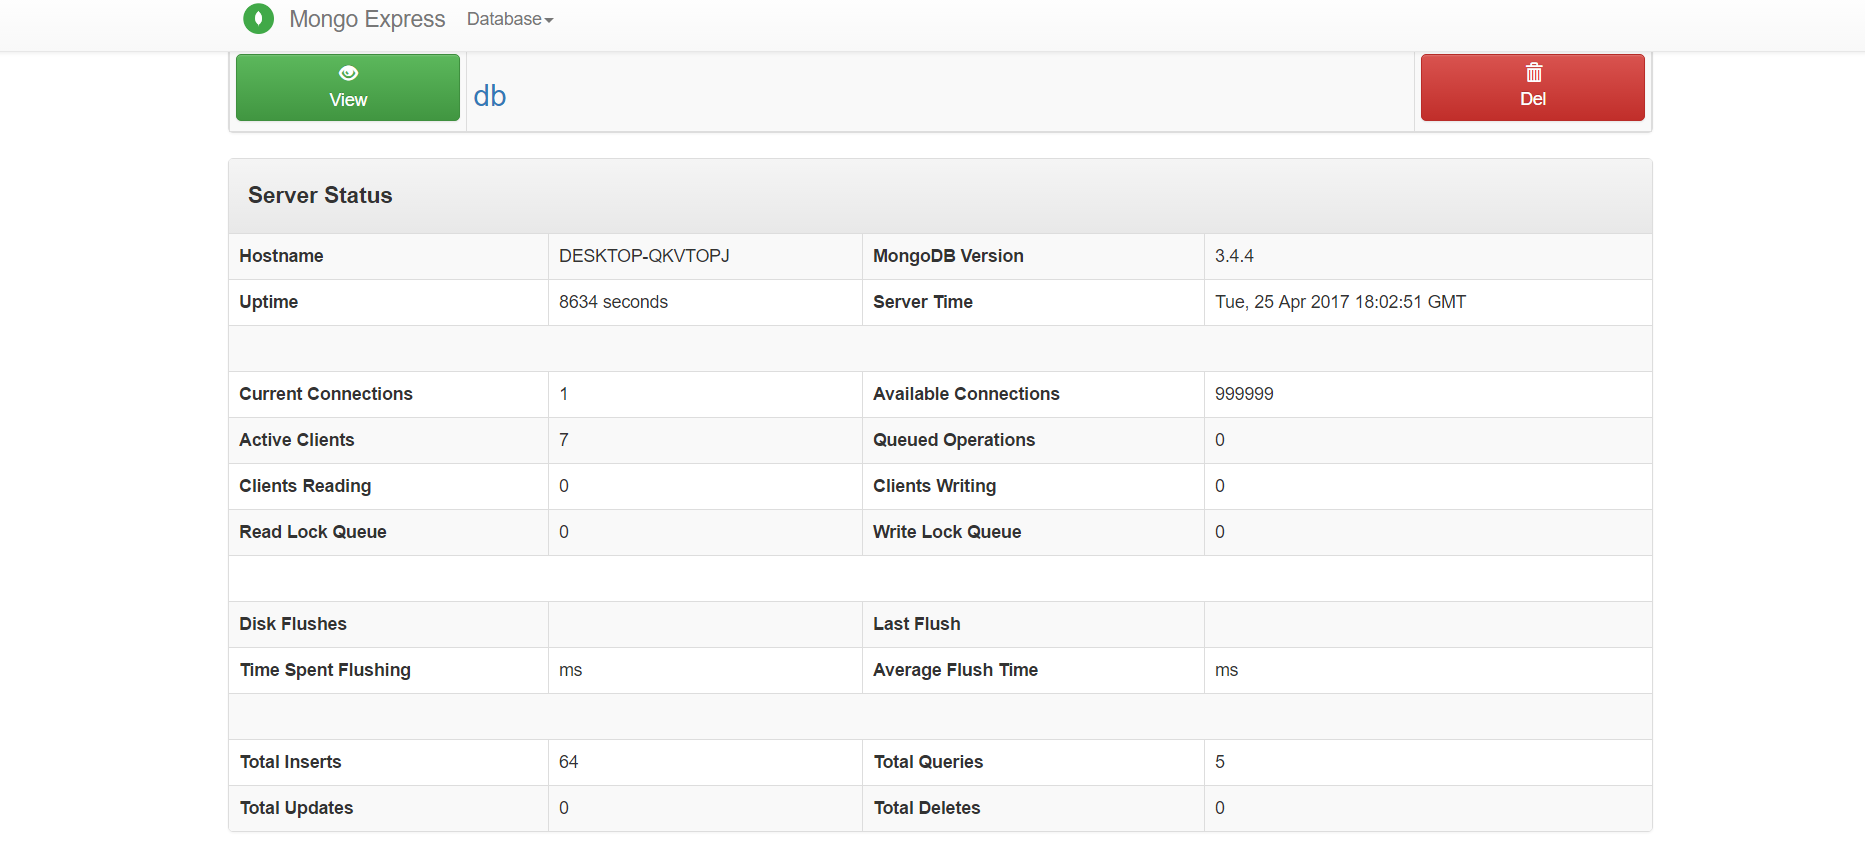 Mongo Express Database
View db Del
Server Status
Hostname DESKTOP-QKVTOPJ MongoDB Version 3.4.4
Uptime 8634 seconds Server Time Tue, 25 Apr 2017 18:02:51 GMT
Current Connections 1 Available Connections 999999
Active Clients 7 Queued Operations 0
Clients Reading 0 Clients Writing 0
Read Lock Queue 0 Write Lock Queue 0
Disk Flushes Last Flush
Time Spent Flushing ms Average Flush Time ms
Total Inserts 64 Total Queries 5
Total Updates 0 Total Deletes 0